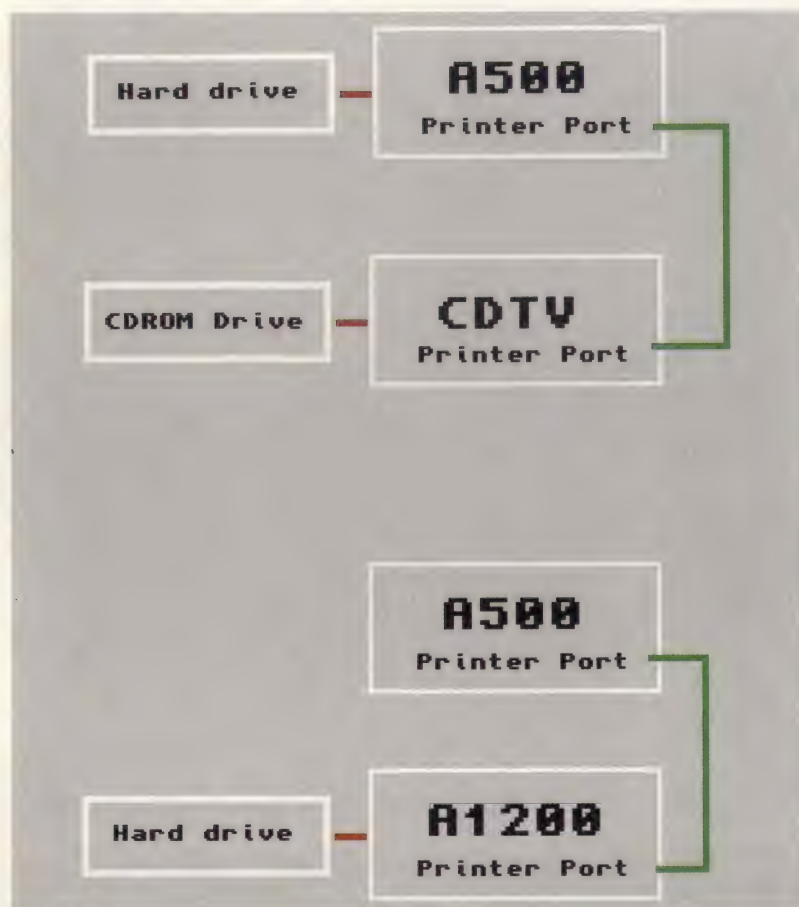 Hard drive
A500
Printer Port
CDROM Drive
CDTV
Printer Port
A500
Printer Port
Hard drive
A1200
Printer Port